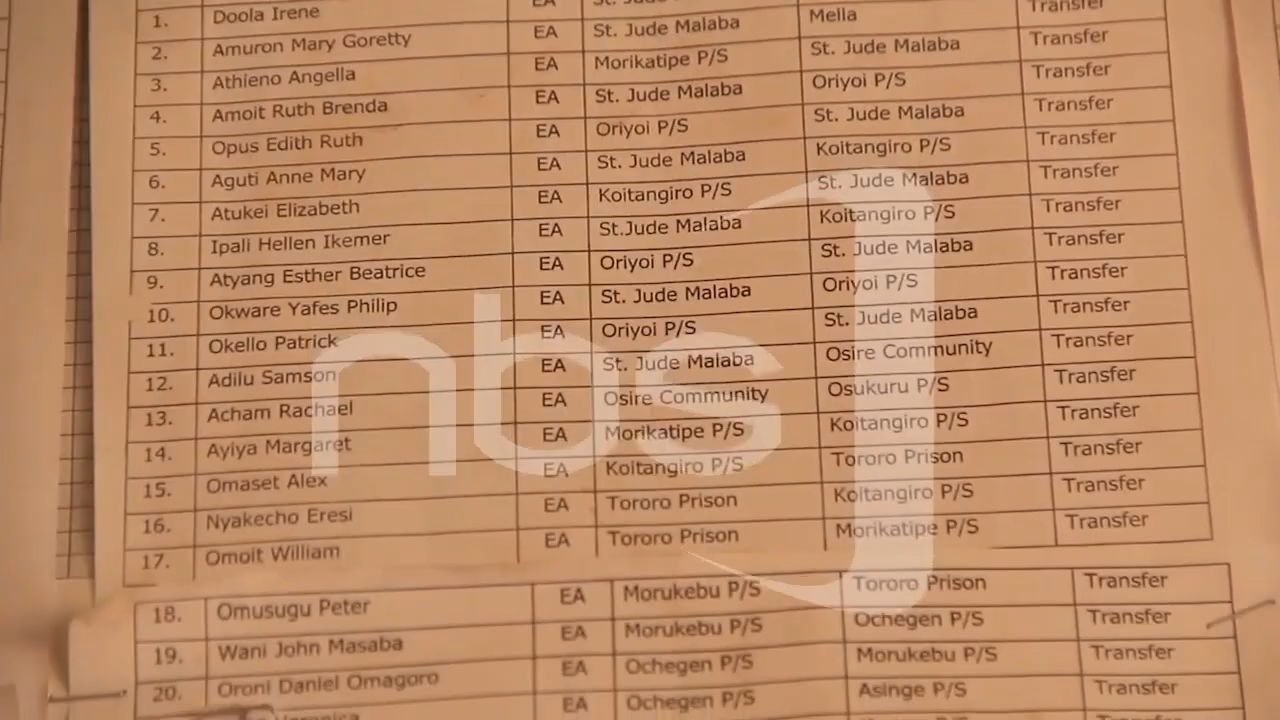 1. Doola Irene EA St. Jude
2. Amuron Mary Goretty EA St. Jude Malaba Mella Transfer
3. Athieno Angella EA Morikatipe P/S St. Jude Malaba Transfer
4. Amoit Ruth Brenda EA St. Jude Malaba Oriyoi P/S Transfer
5. Opus Edith Ruth EA Oriyoi P/S St. Jude Malaba Transfer
6. Aguti Anne Mary EA St. Jude Malaba Koitangiro P/S Transfer
7. Atukei Elizabeth EA Koitangiro P/S St. Jude Malaba Transfer
8. Ipali Hellen Ikemer EA St.Jude Malaba Koitangiro P/S Transfer
9. Atyang Esther Beatrice EA Oriyoi P/S St. Jude Malaba Transfer
10. Okware Yafes Philip EA St. Jude Malaba Oriyoi P/S Transfer
11. Okello Patrick EA Oriyoi P/S St. Jude Malaba Transfer
12. Adilu Samson EA St. Jude Malaba Osire Community Transfer
13. Acham Rachael EA Osire Community Osukuru P/S Transfer
14. Ayiya Margaret EA Morikatipe P/S Koitangiro P/S Transfer
15. Omaset Alex EA Koitangiro P/S Tororo Prison Transfer
16. Nyakecho Eresi EA Tororo Prison Koitangiro P/S Transfer
17. Omoit William EA Tororo Prison Morikatipe P/S Transfer
18. Omusugu Peter EA Morukebu P/S Tororo Prison Transfer
19. Wani John Masaba EA Morukebu P/S Ochegen P/S Transfer
20. Oroni Daniel Omagoro EA Ochegen P/S Morukebu P/S Transfer
EA Ochegen P/S Asinge P/S Transfer
nbs